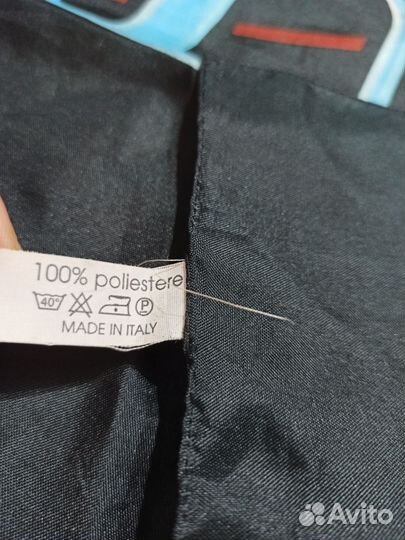 100% poliestere
40° P
MADE IN ITALY
Avito